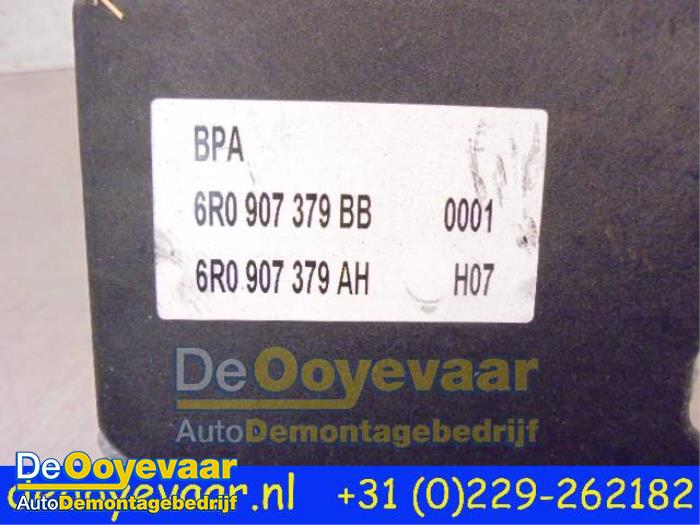 BPA
6R0 907 379 BB 0001
6R0 907 379 AH H07
DeOoyevaar
AutoDemontagebedrijf
DeOoyevaar
AutoDemontagebedrijf
deooyevaar.nl +31 (0)229-262182